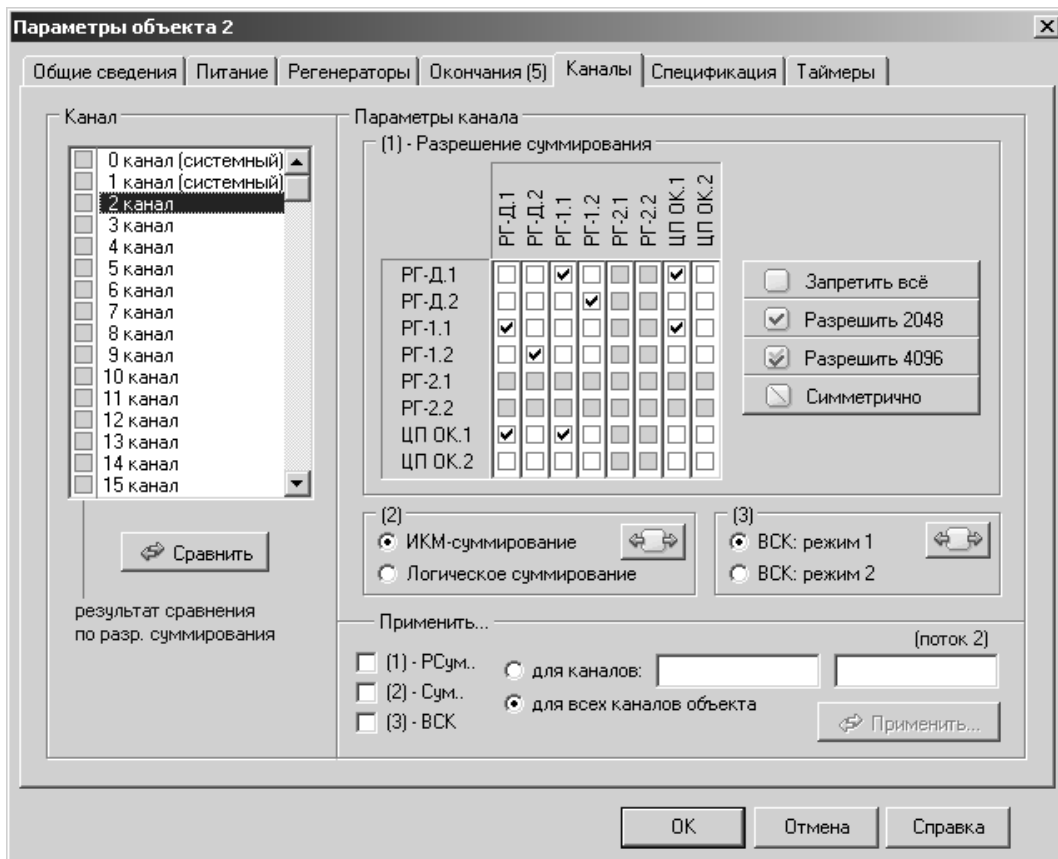 Параметры объекта 2
Общие сведения Питание Регенераторы Окончания (5) Каналы Спецификация Таймеры
Канал
0 канал (системный)
1 канал (системный)
2 канал
3 канал
4 канал
5 канал
6 канал
7 канал
8 канал
9 канал
10 канал
11 канал
12 канал
13 канал
14 канал
15 канал
Сравнить
результат сравнения
по разр. суммирования
Параметры канала
(1) - Разрешение суммирования
РГ-Д.1 РГ-Д.2 РГ-1.1 РГ-1.2 РГ-2.1 РГ-2.2 ЦП ОК.1 ЦП ОК.2
РГ-Д.1
РГ-Д.2
РГ-1.1
РГ-1.2
РГ-2.1
РГ-2.2
ЦП ОК.1
ЦП ОК.2
Запретить всё
Разрешить 2048
Разрешить 4096
Симметрично
(2)
ИКМ-суммирование
Логическое суммирование
(3)
ВСК: режим 1
ВСК: режим 2
Применить...
(поток 2)
(1) - РСум..
(2) - Сум..
(3) - ВСК
для каналов:
для всех каналов объекта
Применить...
ОК Отмена Справка